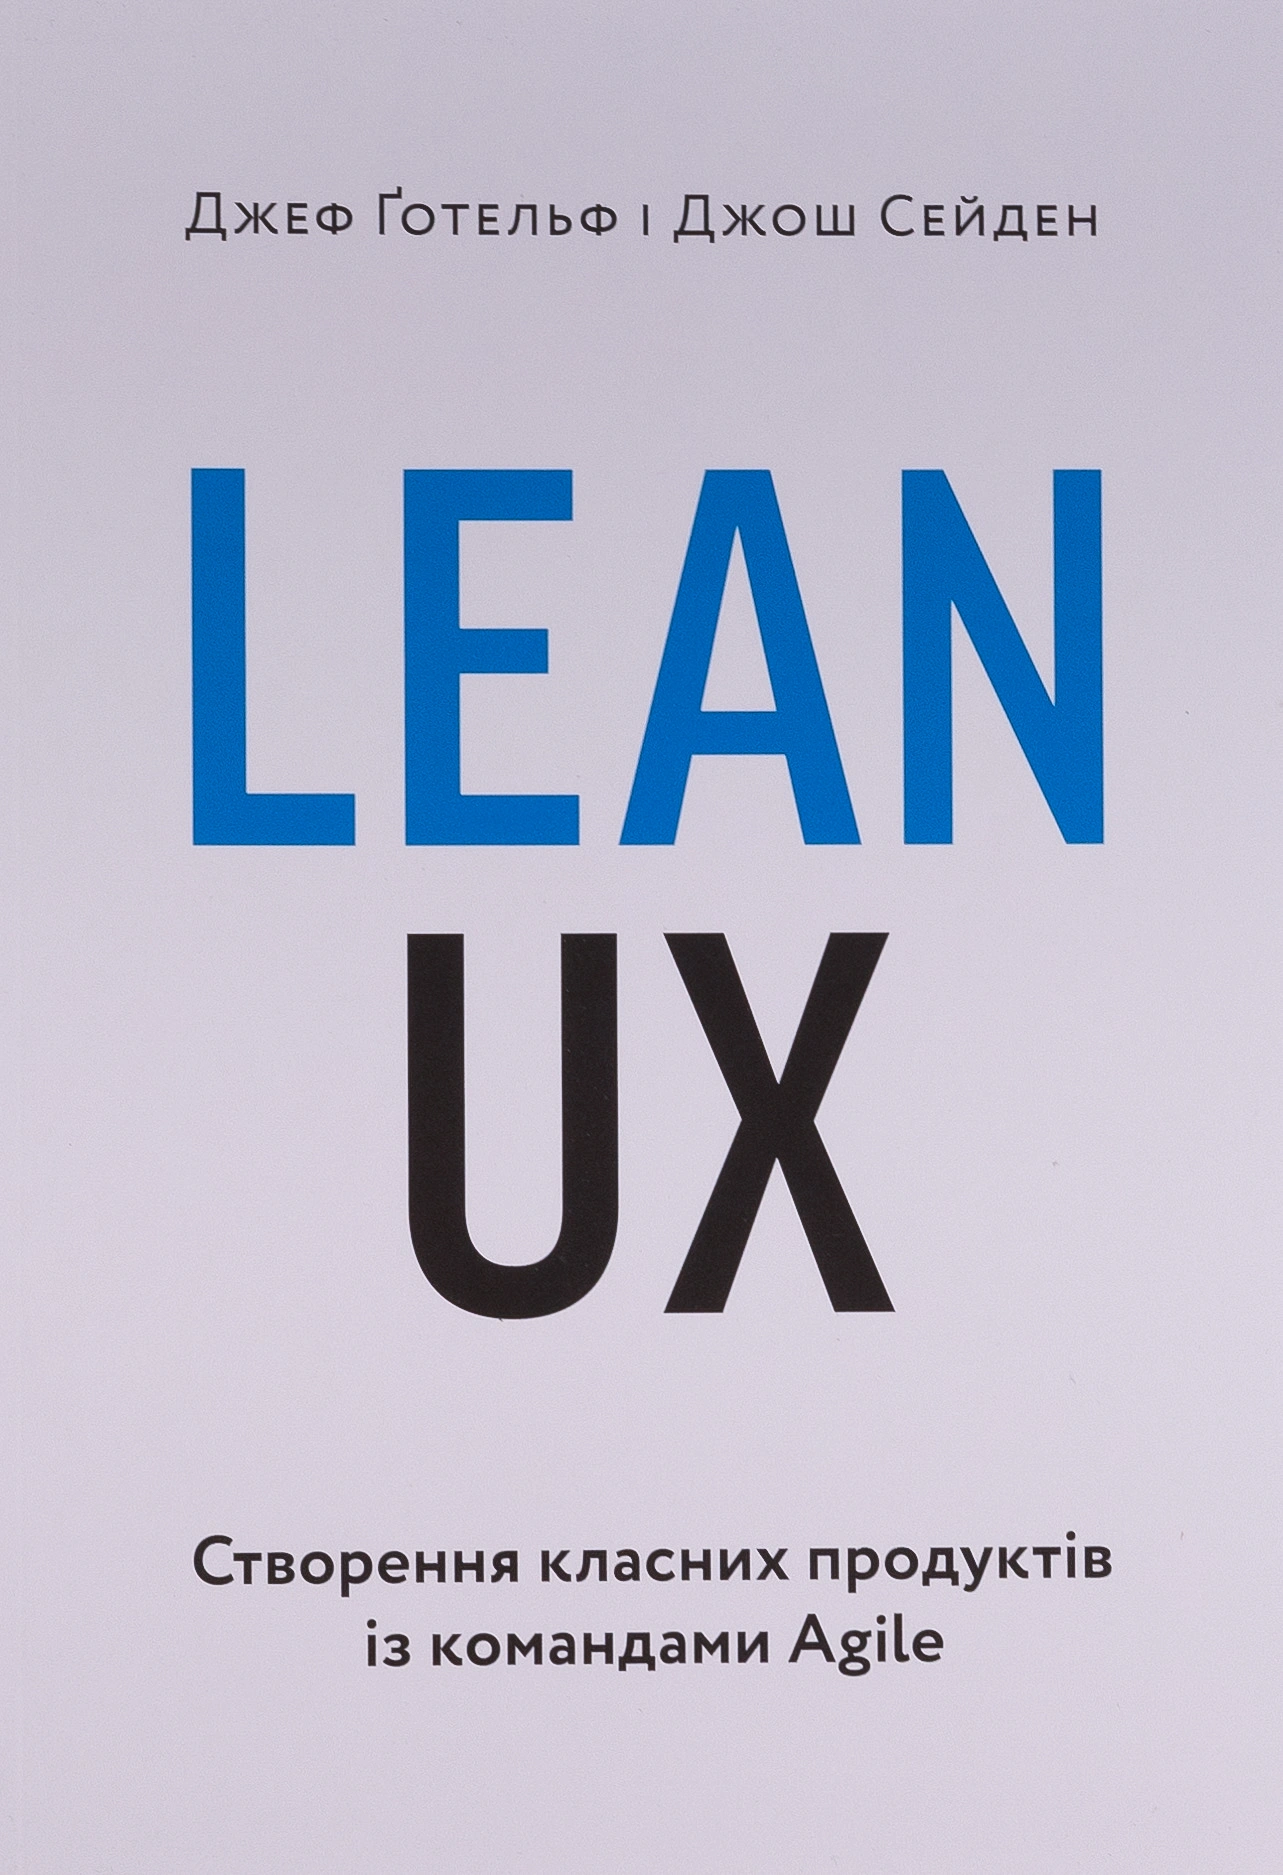 Джеф Ґотельф і Джош Сейден
LEAN
UX
Створення класних продуктів
із командами Agile